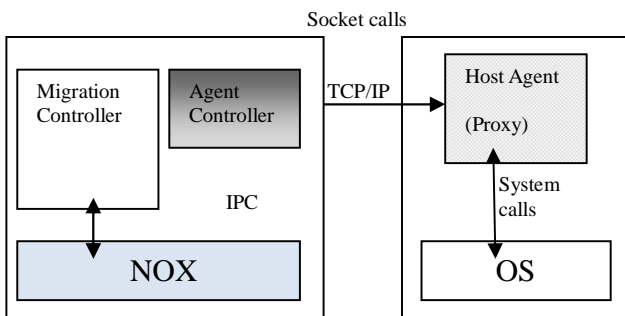 Socket calls
Migration
Controller
Agent
Controller
TCP/IP
Host Agent
(Proxy)
IPC
System
calls
NOX
OS